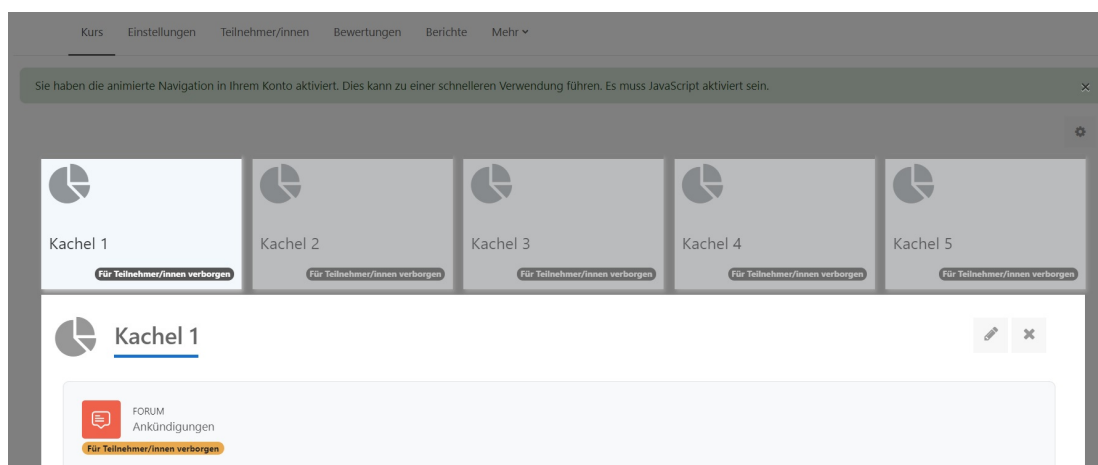 Kurs Einstellungen Teilnehmer/innen Bewertungen Berichte Mehr
Sie haben die animierte Navigation in Ihrem Konto aktiviert. Dies kann zu einer schnelleren Verwendung führen. Es muss JavaScript aktiviert sein.
Kachel 1 Kachel 2 Kachel 3 Kachel 4 Kachel 5
Für Teilnehmer/innen verborgen Für Teilnehmer/innen verborgen Für Teilnehmer/innen verborgen Für Teilnehmer/innen verborgen Für Teilnehmer/innen verborgen
Kachel 1
FORUM
Ankündigungen
Für Teilnehmer/innen verborgen